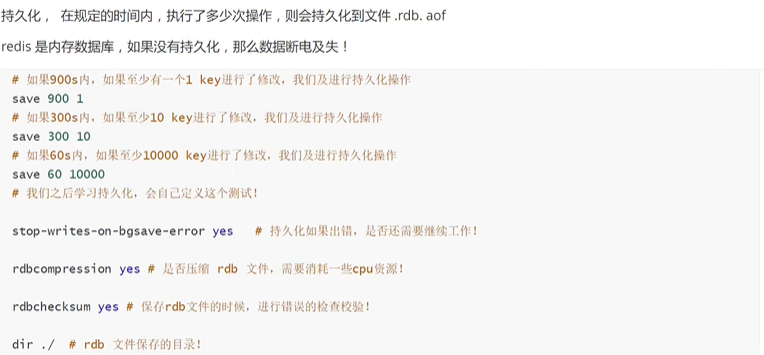 持久化， 在规定的时间内，执行了多少次操作，则会持久化到文件 .rdb. aof
redis 是内存数据库，如果没有持久化，那么数据断电及失！
# 如果900s内，如果至少有一个1 key进行了修改，我们及进行持久化操作
save 900 1
# 如果300s内，如果至少10 key进行了修改，我们及进行持久化操作
save 300 10
# 如果60s内，如果至少10000 key进行了修改，我们及进行持久化操作
save 60 10000
# 我们之后学习持久化，会自己定义这个测试！
stop-writes-on-bgsave-error yes   # 持久化如果出错，是否还需要继续工作！
rdbcompression yes # 是否压缩 rdb 文件，需要消耗一些cpu资源！
rdbchecksum yes # 保存rdb文件的时候，进行错误的检查校验！
dir ./  # rdb 文件保存的目录！